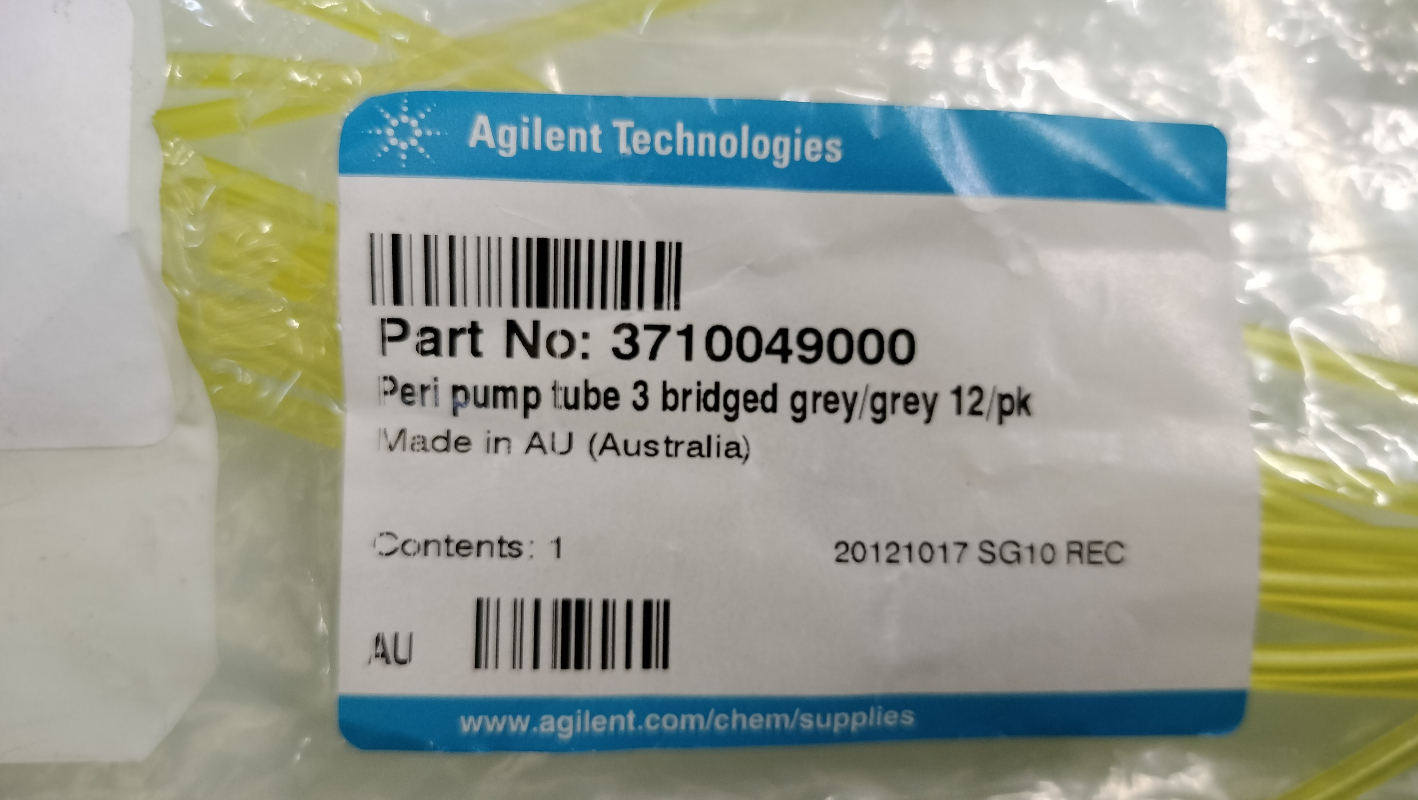 Agilent Technologies
Part No: 3710049000
Peri pump tube 3 bridged grey/grey 12/pk
Made in AU (Australia)
Contents: 1 20121017 SG10 REC
AU
www.agilent.com/chem/supplies